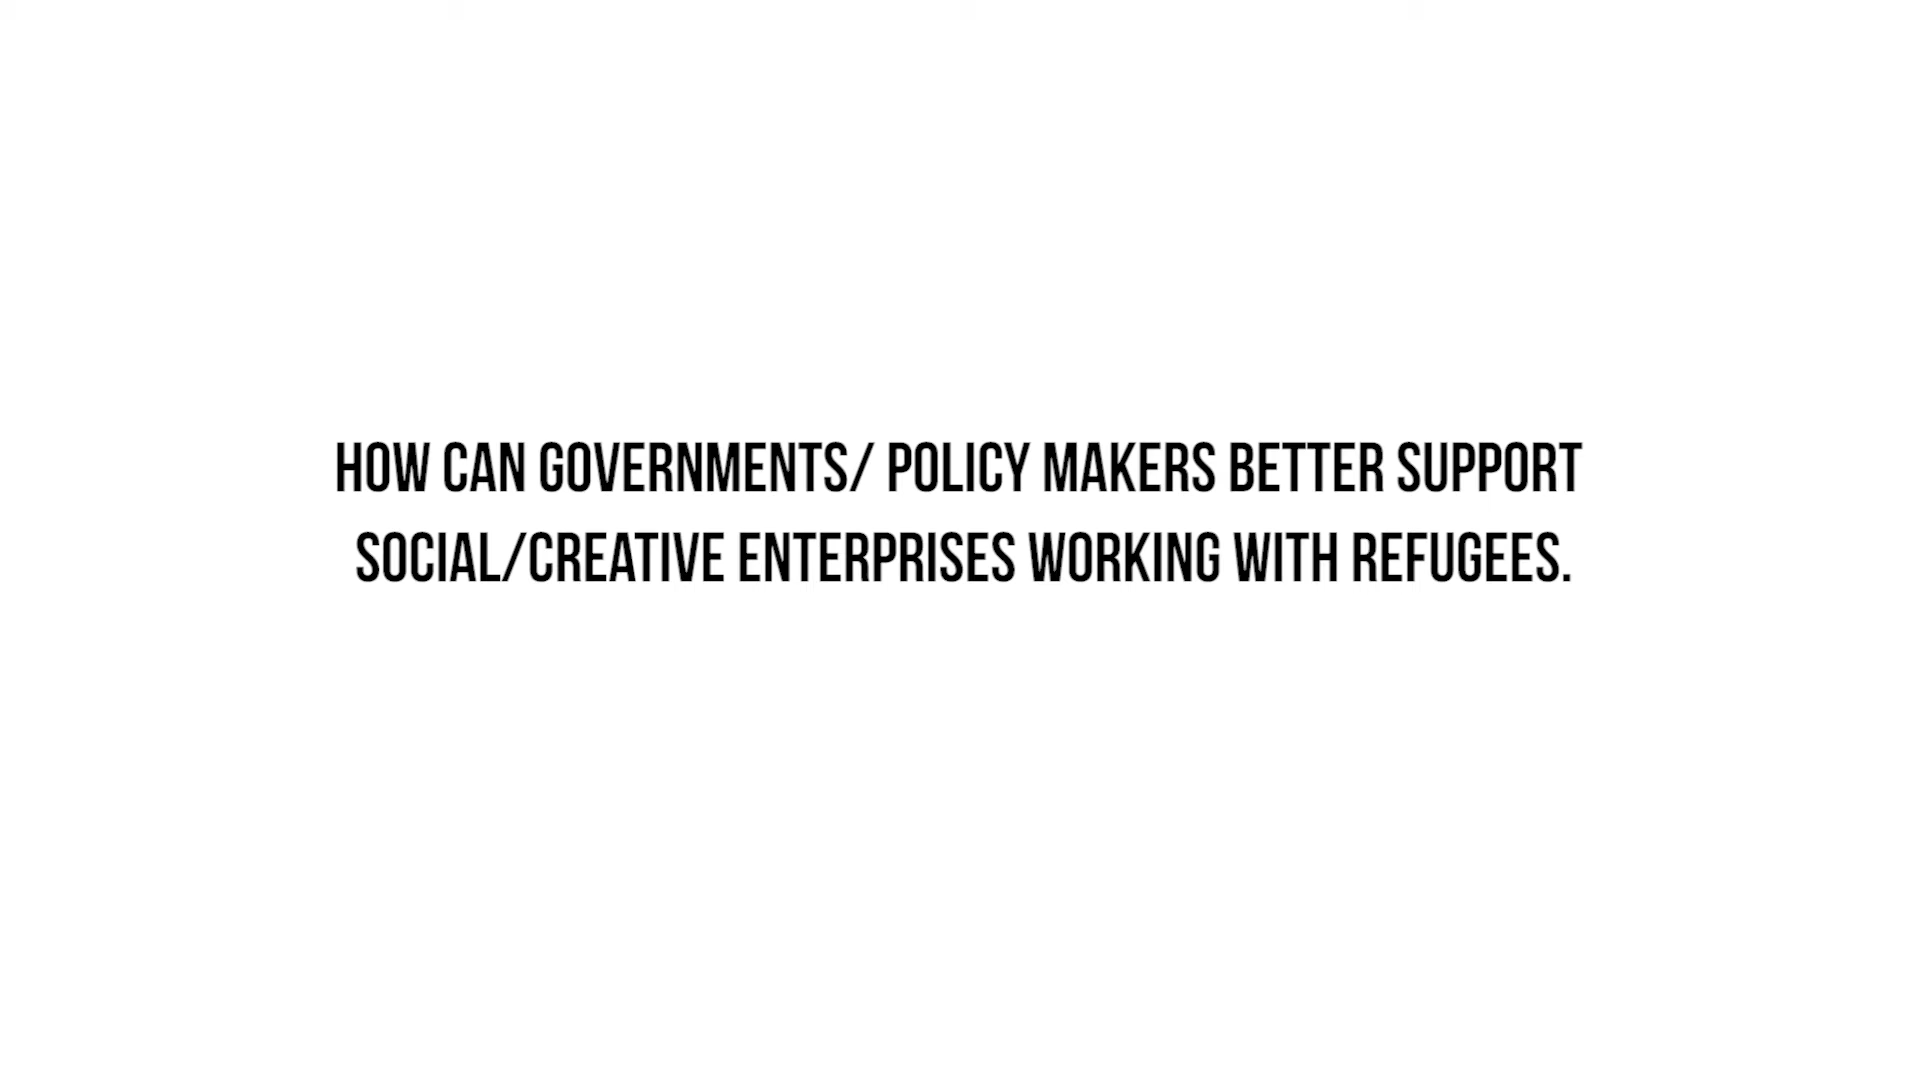 HOW CAN GOVERNMENTS/ POLICY MAKERS BETTER SUPPORT
SOCIAL/CREATIVE ENTERPRISES WORKING WITH REFUGEES.